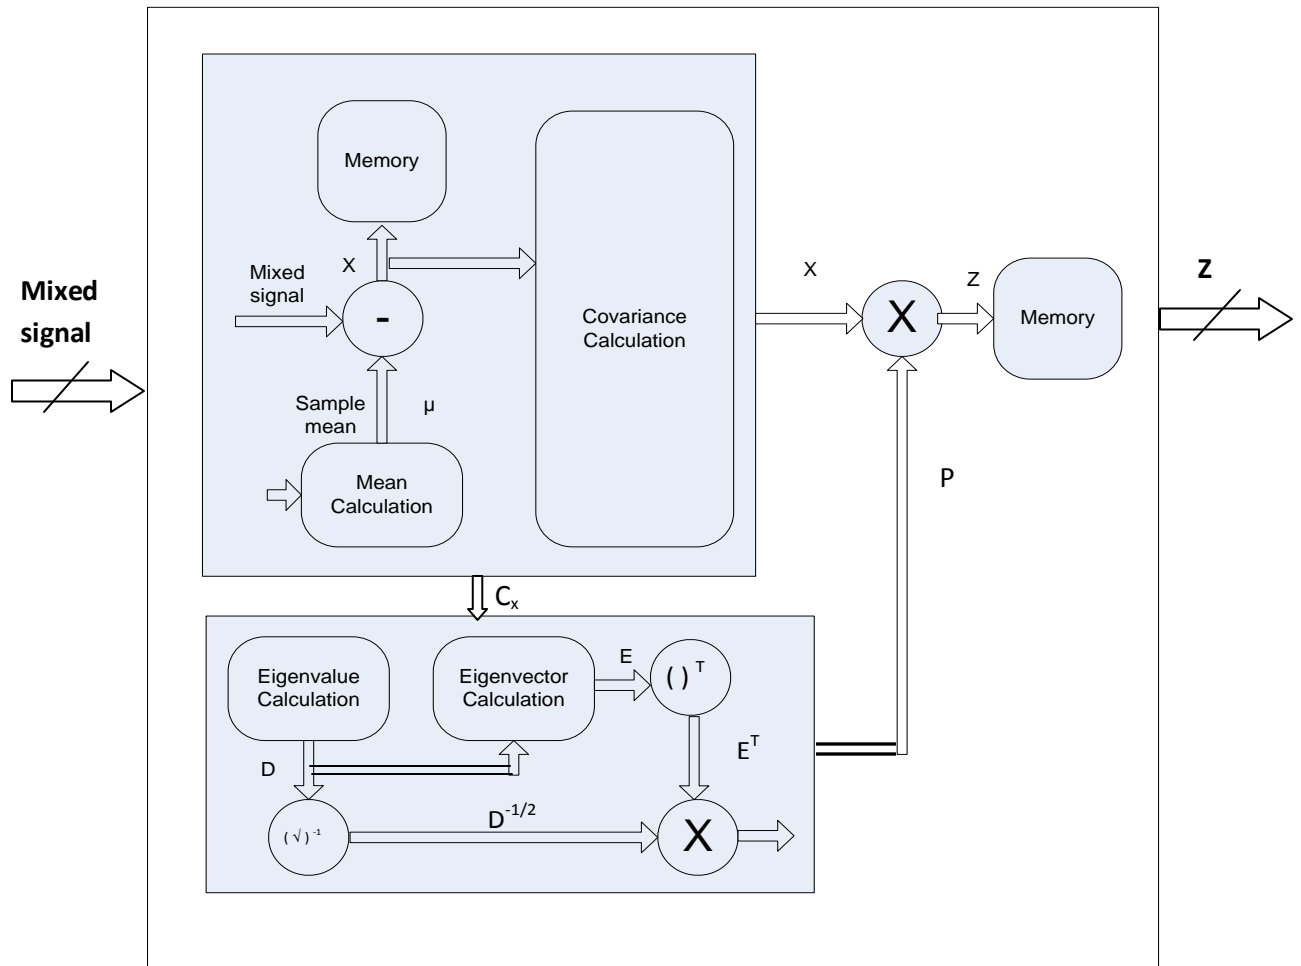 Mixed
signal
Memory
Mixed
signal
X
-
Sample
mean
μ
Mean
Calculation
Covariance
Calculation
X
X
Z
Memory
Z
P
Cₓ
Eigenvalue
Calculation
Eigenvector
Calculation
E
( ) ᵀ
D
Eᵀ
(√)⁻¹
D⁻¹/²
X